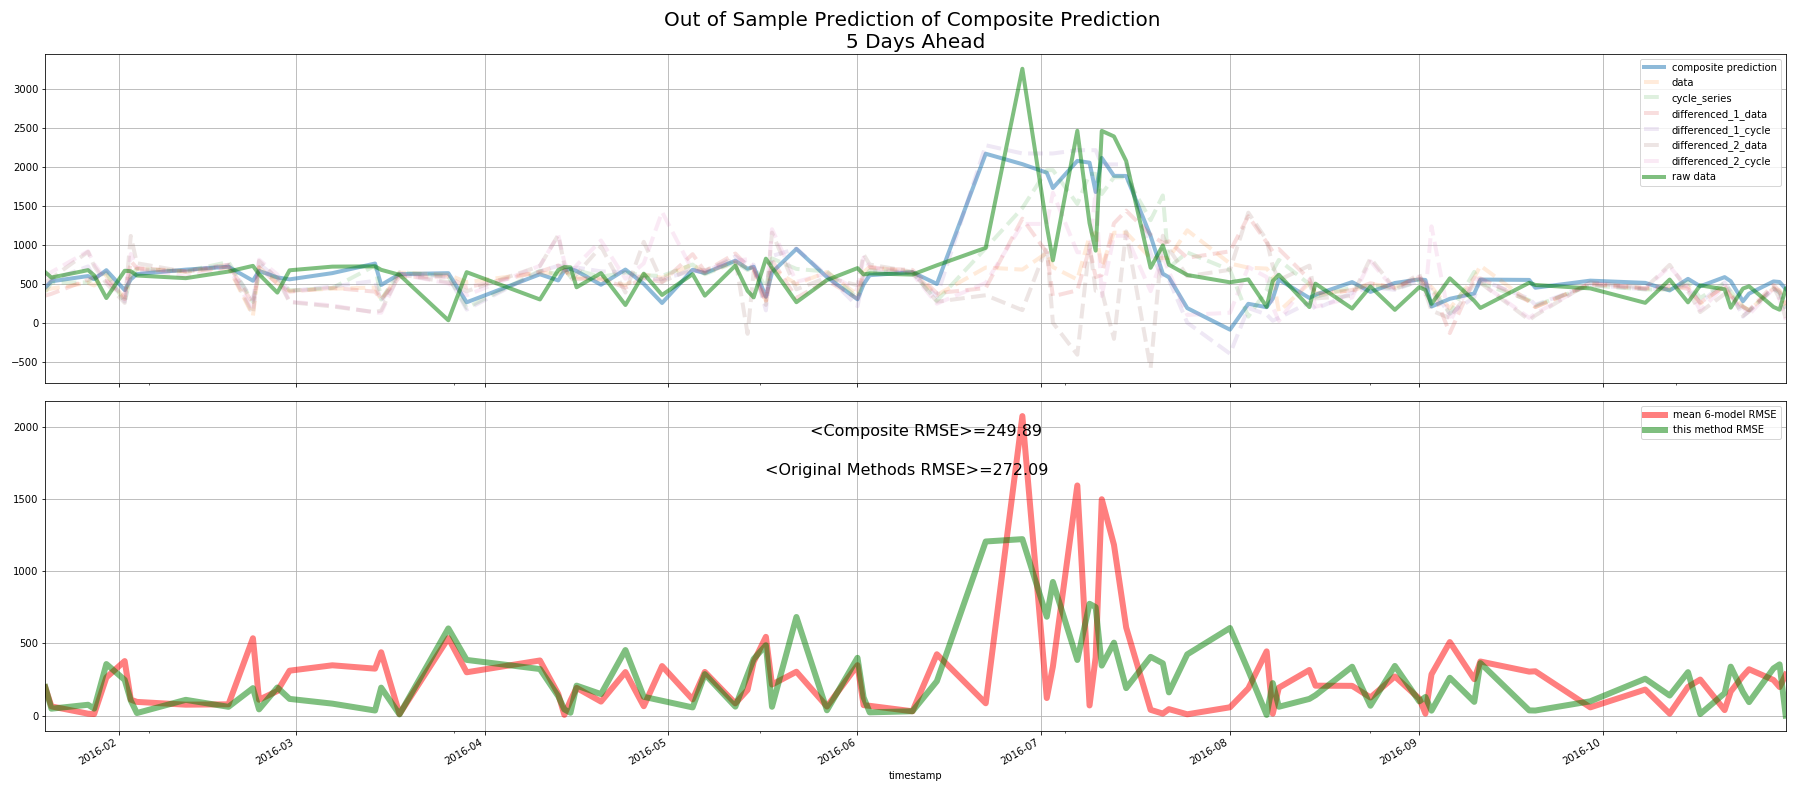 Out of Sample Prediction of Composite Prediction
5 Days Ahead
3000
2500
2000
1500
1000
500
0
−500
composite prediction
data
cycle_series
differenced_1_data
differenced_1_cycle
differenced_2_data
differenced_2_cycle
raw data
2000
1500
1000
500
0
<Composite RMSE>=249.89
<Original Methods RMSE>=272.09
mean 6-model RMSE
this method RMSE
2016-02
2016-03
2016-04
2016-05
2016-06
2016-07
2016-08
2016-09
2016-10
timestamp